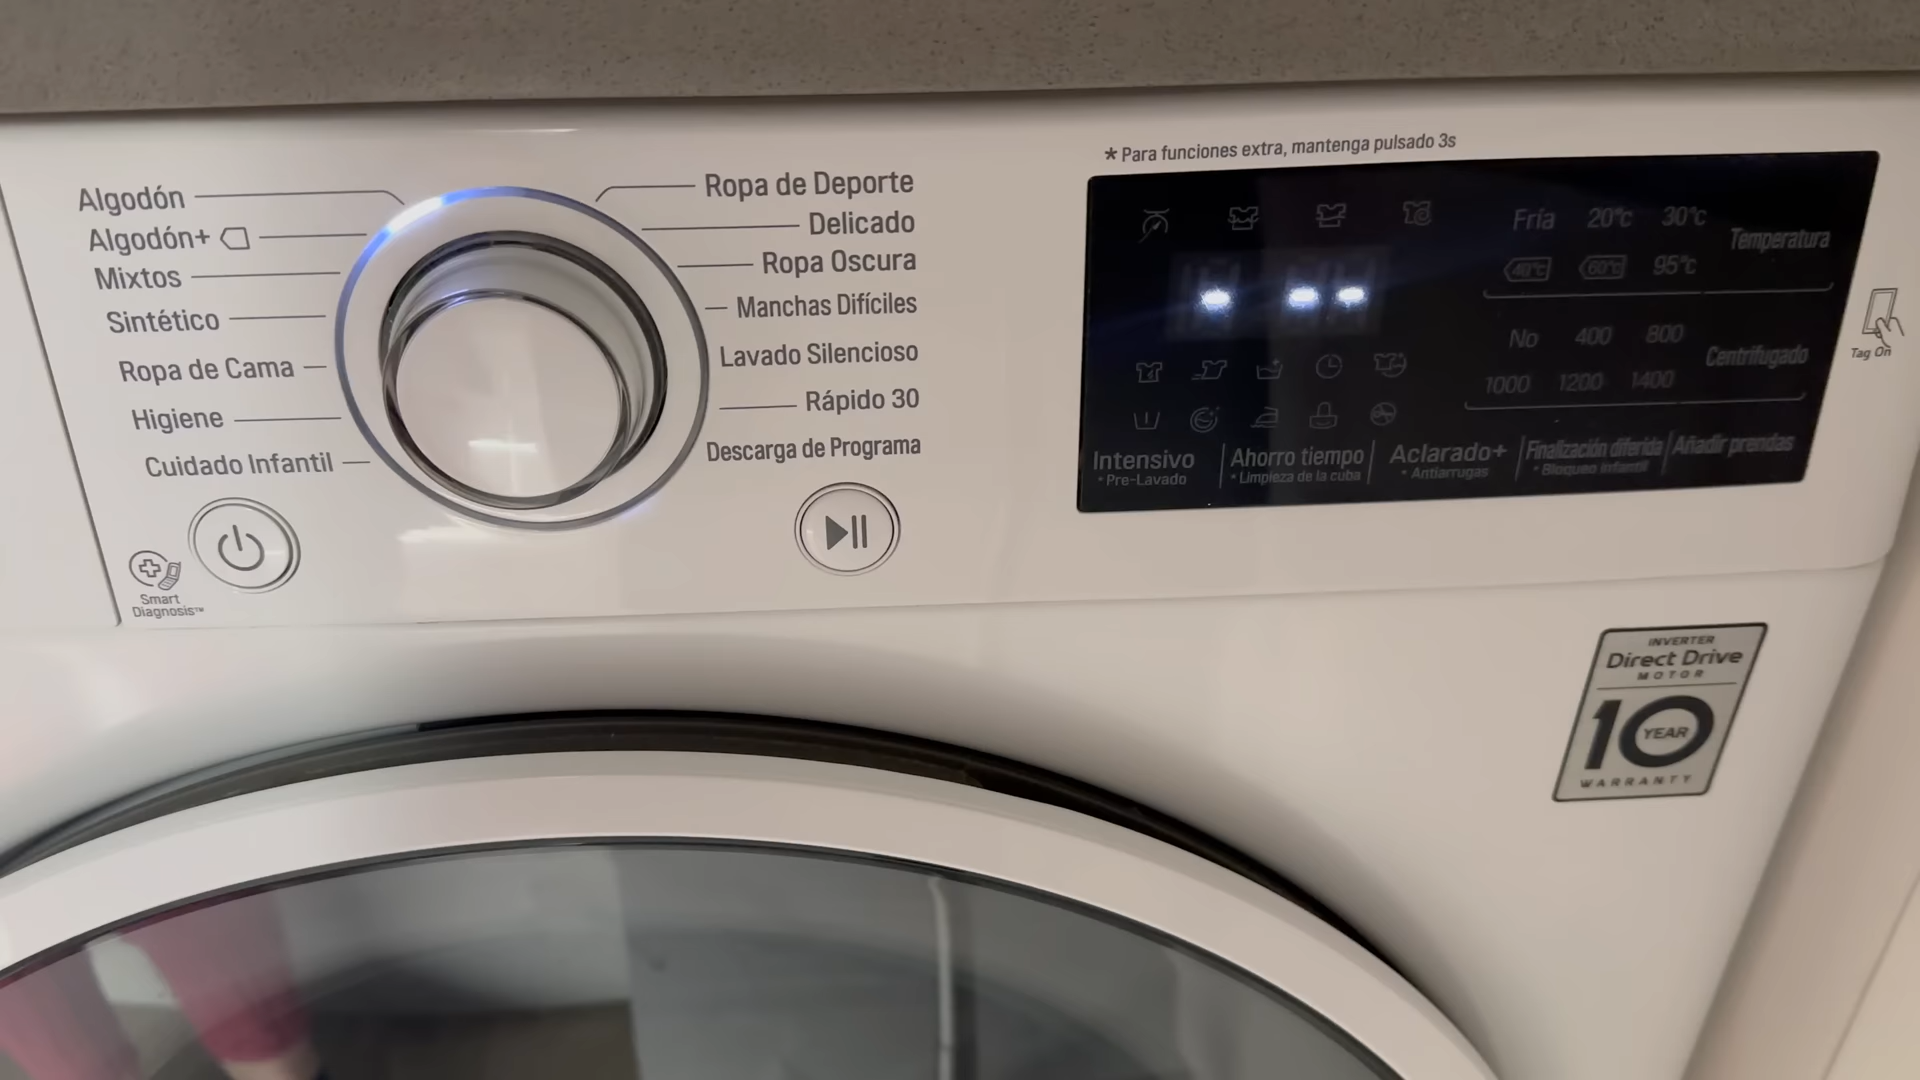 * Para funciones extra, mantenga pulsado 3s
Algodón
Algodón+
Mixtos
Sintético
Ropa de Cama
Higiene
Cuidado Infantil
Ropa de Deporte
Delicado
Ropa Oscura
Manchas Difíciles
Lavado Silencioso
Rápido 30
Descarga de Programa
Smart
Diagnosis™
Fría 20°C 30°C
40°C 60°C 95°C
Temperatura
No 400 800
1000 1200 1400
Centrifugado
Intensivo
* Pre-Lavado
Ahorro tiempo
* Limpieza de la cuba
Aclarado+
* Antiarrugas
Finalización diferida
* Bloqueo infantil
Añadir prendas
Tag On
INVERTER
Direct Drive
MOTOR
10
YEAR
WARRANTY